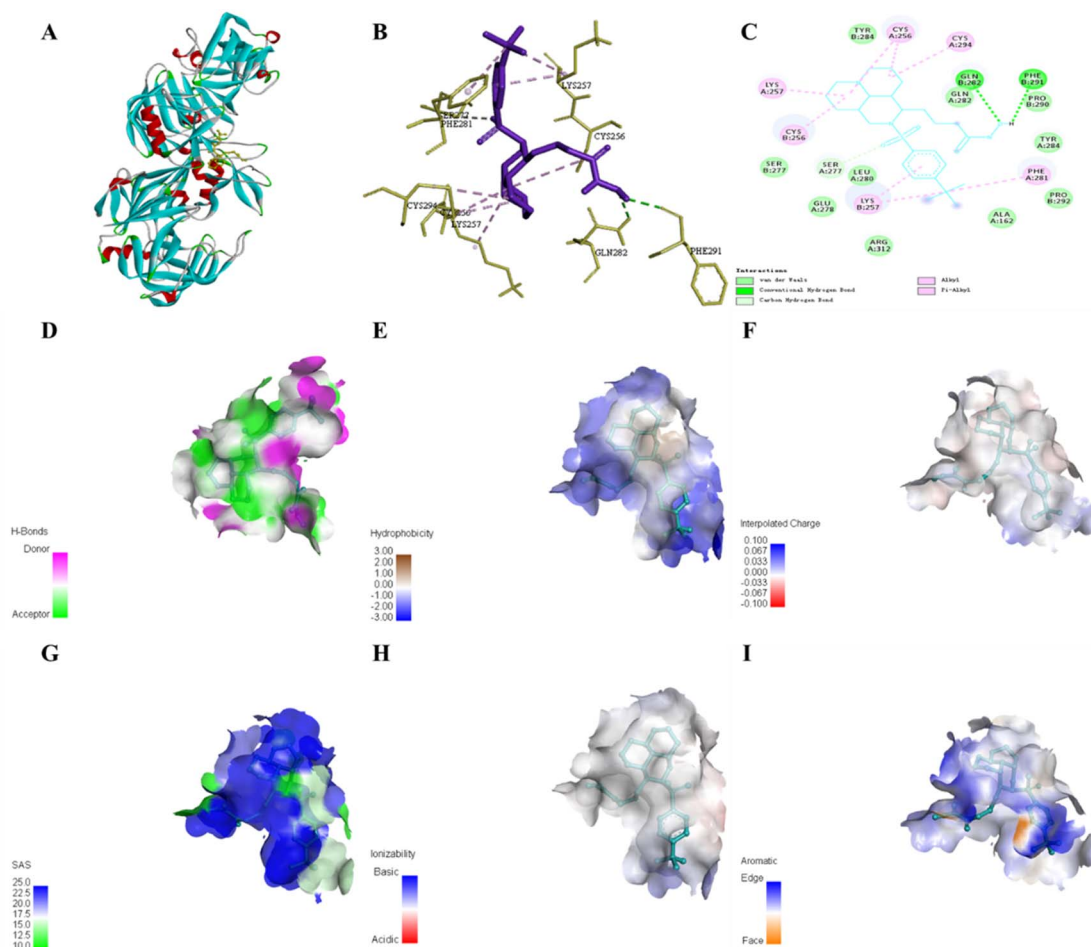 A
B
C
LYS257
SER277
PHE281
CYS256
CYS294
LYS257
GLN282
PHE291
TYR
B:284
CYS
A:256
CYS
A:294
LYS
A:257
GLN
B:282
PHE
B:291
GLN
A:282
PRO
B:290
CYS
B:256
TYR
A:284
SER
B:277
SER
A:277
LEU
A:280
PHE
A:281
GLU
A:278
LYS
B:257
PRO
B:292
ALA
A:162
ARG
A:312
H
Interactions
van der Waals
Conventional Hydrogen Bond
Carbon Hydrogen Bond
Alkyl
Pi-Alkyl
D
E
F
H-Bonds
Donor
Acceptor
Hydrophobicity
3.00
2.00
1.00
0.00
-1.00
-2.00
-3.00
Interpolated Charge
0.100
0.067
0.033
0.000
-0.033
-0.067
-0.100
G
H
I
SAS
25.0
22.5
20.0
17.5
15.0
12.5
10.0
Ionizability
Basic
Acidic
Aromatic
Edge
Face